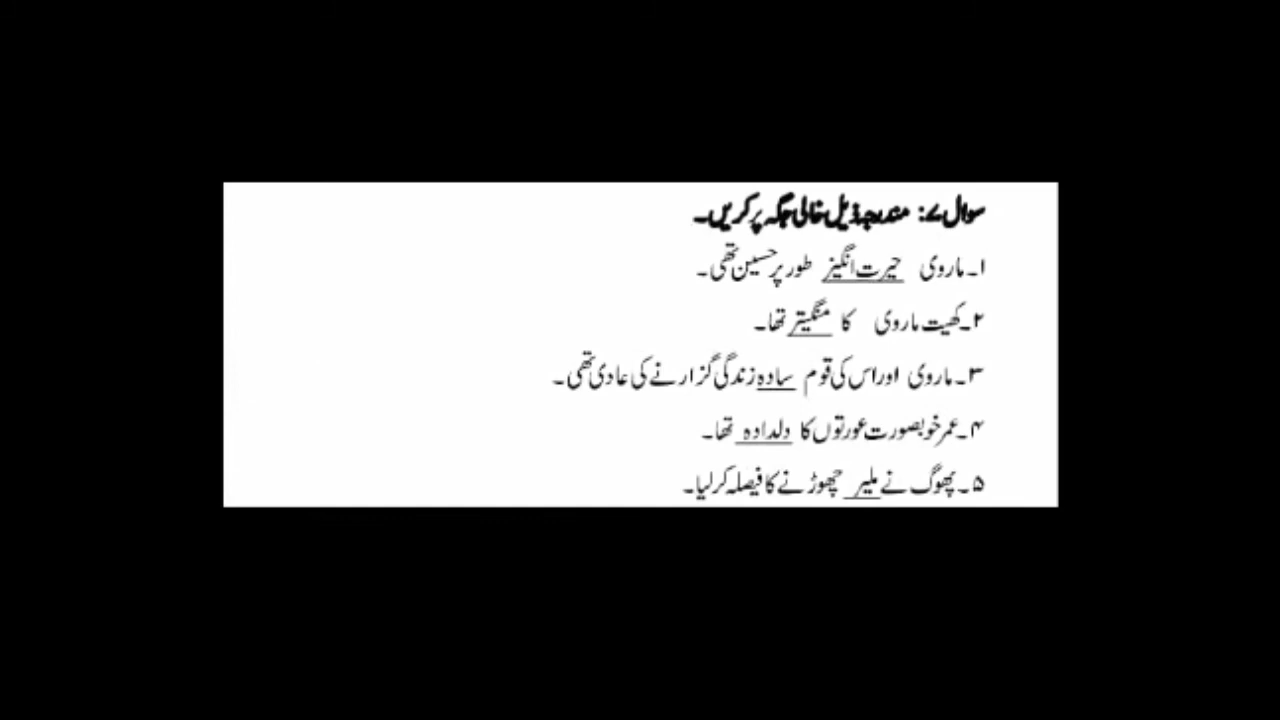 سوال ۷: مندرجہ ذیل خالی جگہ پر کریں۔
۱۔ ماروی حیرت انگیز طور پر حسین تھی۔
۲۔ کھیت ماروی کا منگیتر تھا۔
۳۔ ماروی اور اس کی قوم سادہ زندگی گزارنے کی عادی تھی۔
۴۔ عمر خوبصورت عورتوں کا دلدادہ تھا۔
۵۔ پھوگ نے ملیر چھوڑنے کا فیصلہ کر لیا۔